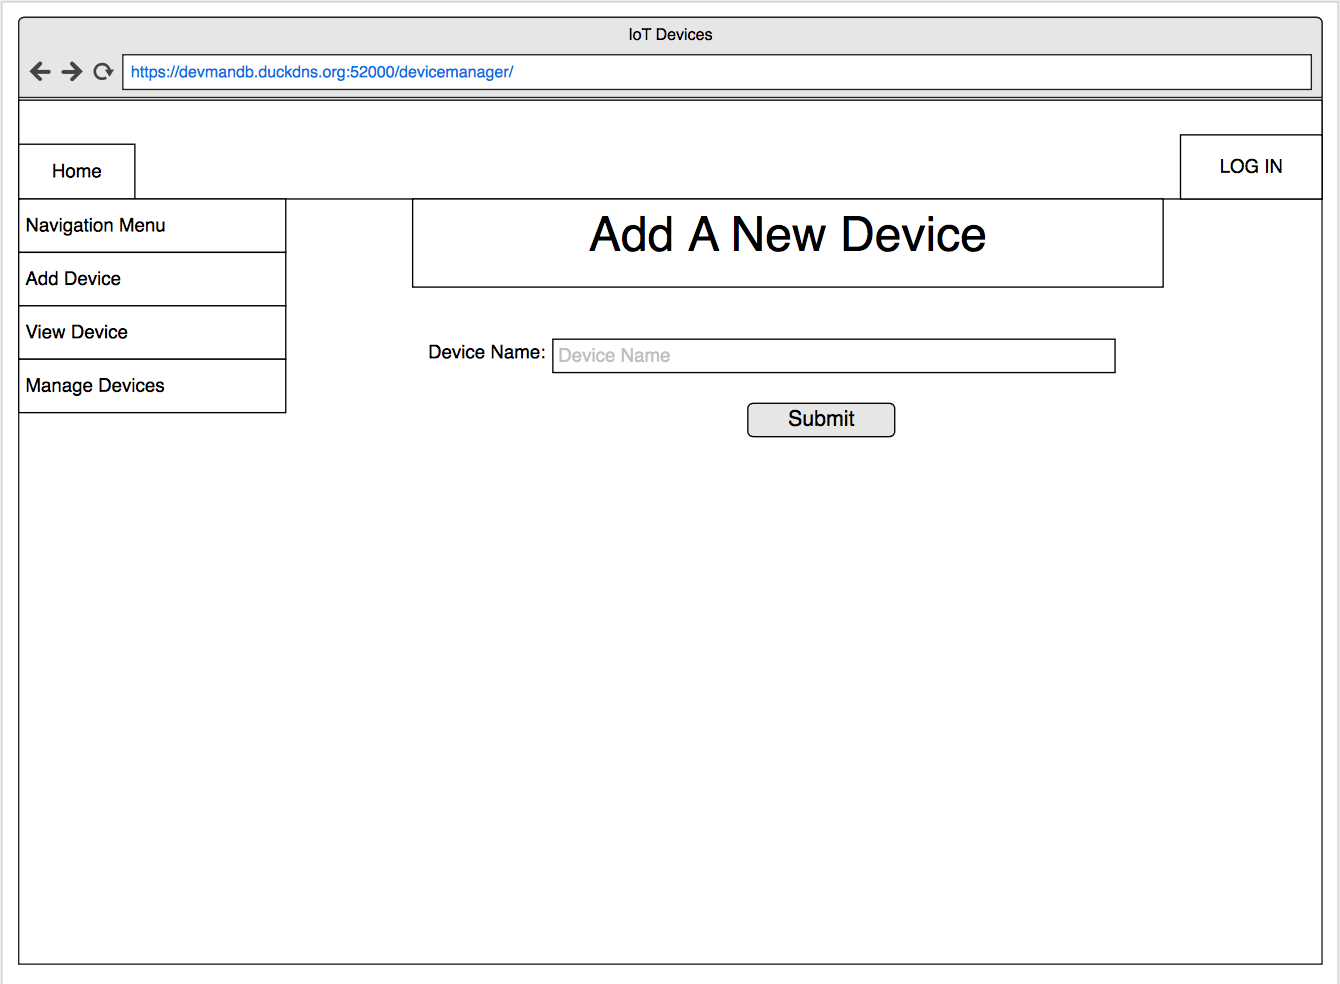 IoT Devices
https://devmandb.duckdns.org:52000/devicemanager/
Home
LOG IN
Navigation Menu
Add Device
View Device
Manage Devices
Add A New Device
Device Name: Device Name
Submit